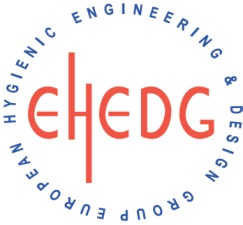 EUROPEAN HYGIENIC ENGINEERING & DESIGN GROUP
EHEDG